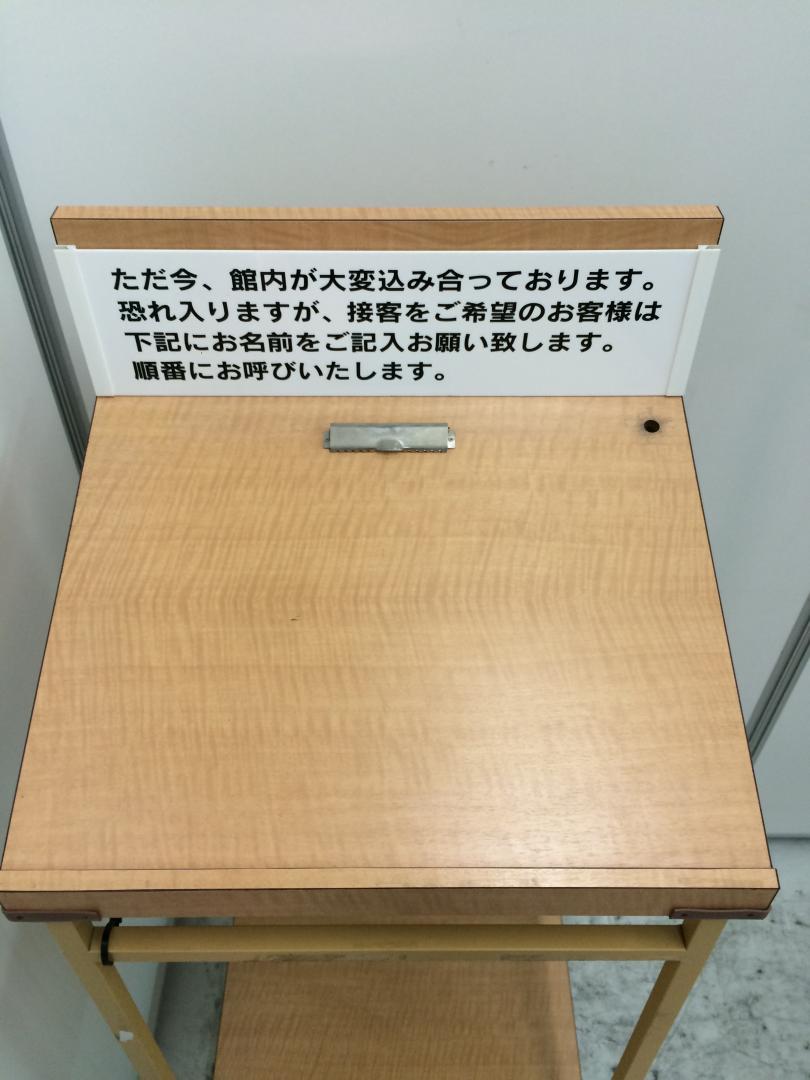 ただ今、館内が大変込み合っております。
恐れ入りますが、接客をご希望のお客様は
下記にお名前をご記入お願い致します。
順番にお呼びいたします。